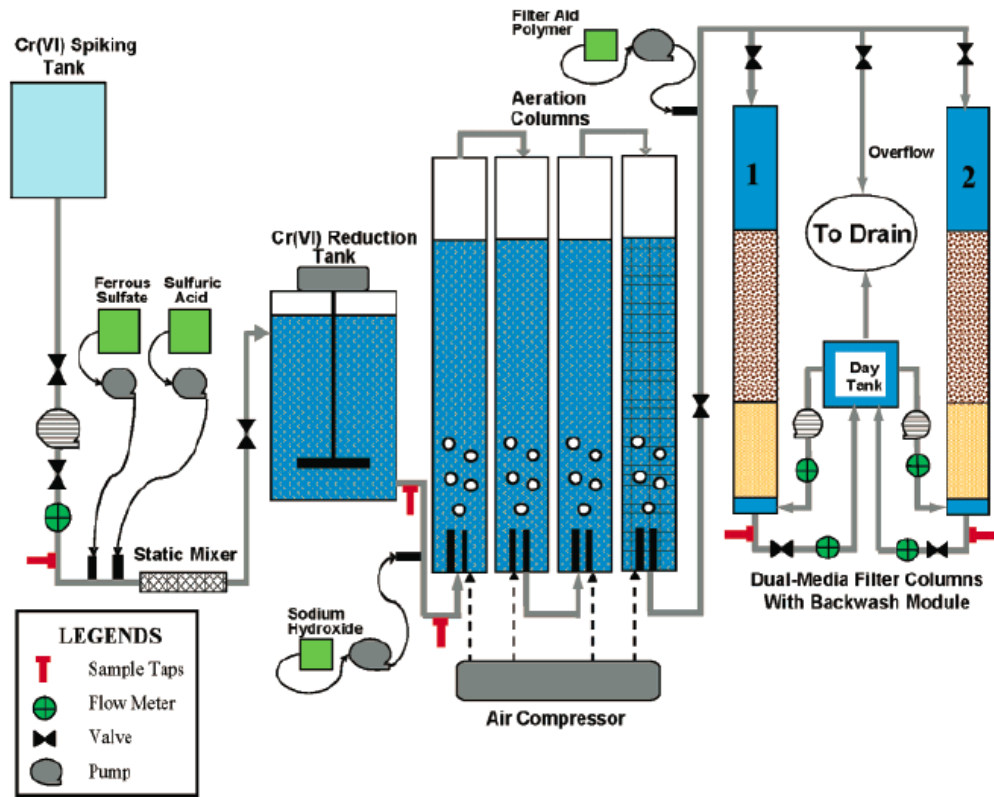 Cr(VI) Spiking
Tank
Filter Aid
Polymer
Aeration
Columns
Cr(VI) Reduction
Tank
Ferrous
Sulfate
Sulfuric
Acid
Static Mixer
Sodium
Hydroxide
Air Compressor
1
2
Overflow
To Drain
Day
Tank
Dual-Media Filter Columns
With Backwash Module
LEGENDS
Sample Taps
Flow Meter
Valve
Pump